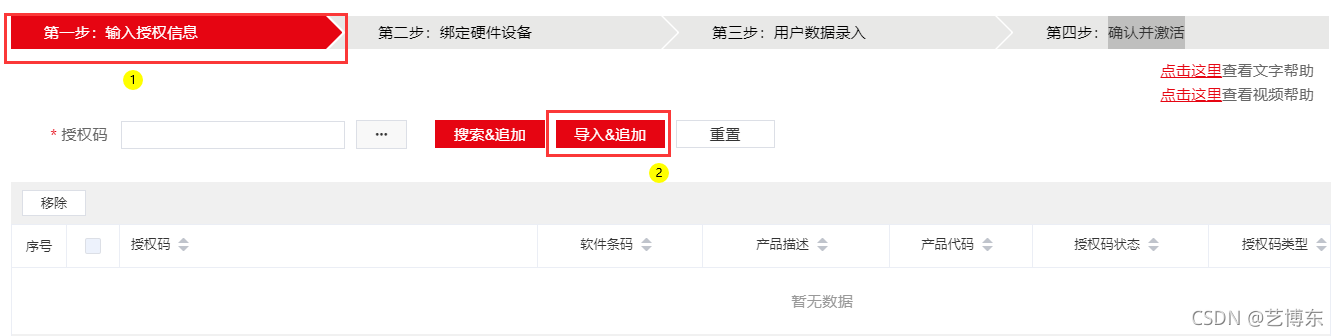 第一步：输入授权信息 第二步：绑定硬件设备 第三步：用户数据录入 第四步：确认并激活
1
点击这里查看文字帮助
点击这里查看视频帮助
* 授权码 ... 搜索&追加 导入&追加 重置
2
移除
序号 授权码 软件条码 产品描述 产品代码 授权码状态 授权码类型
暂无数据
CSDN @艺博东